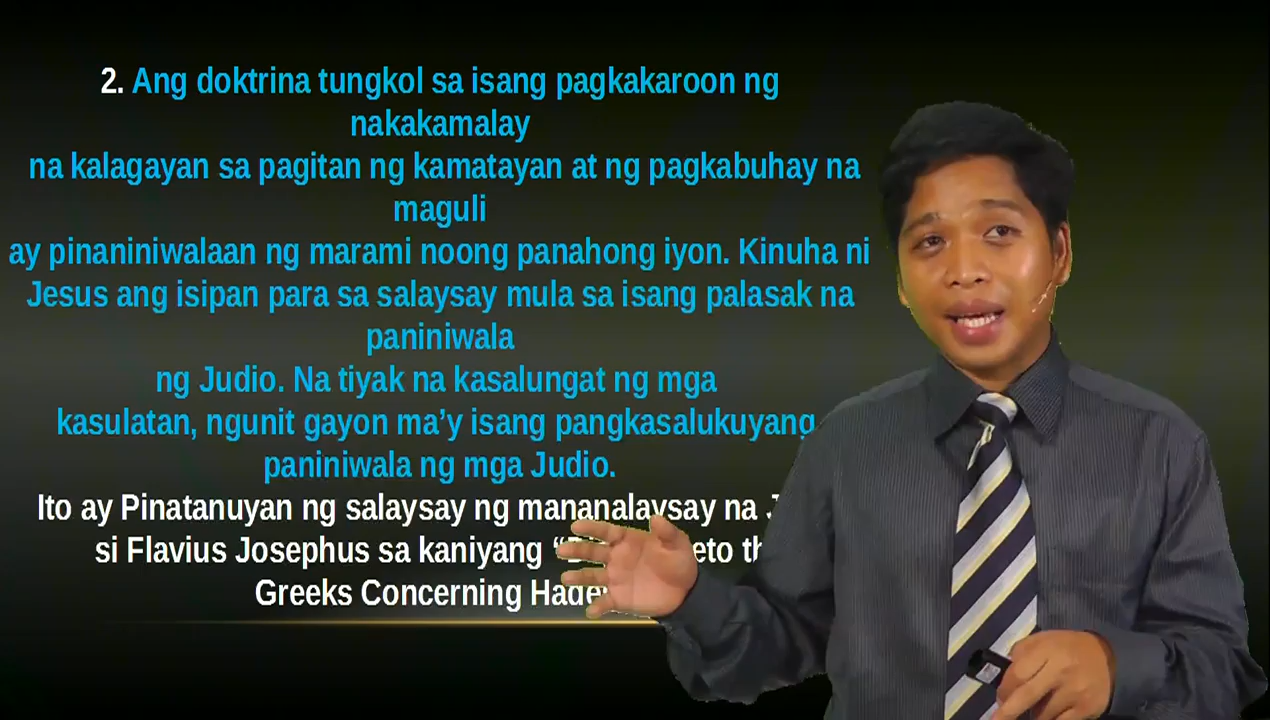 2. Ang doktrina tungkol sa isang pagkakaroon ng
nakakamalay
na kalagayan sa pagitan ng kamatayan at ng pagkabuhay na
maguli
ay pinaniniwalaan ng marami noong panahong iyon. Kinuha ni
Jesus ang isipan para sa salaysay mula sa isang palasak na
paniniwala
ng Judio. Na tiyak na kasalungat ng mga
kasulatan, ngunit gayon ma’y isang pangkasalukuyang
paniniwala ng mga Judio.
Ito ay Pinatanuyan ng salaysay ng mananalaysay na
si Flavius Josephus sa kaniyang
Greeks Concerning